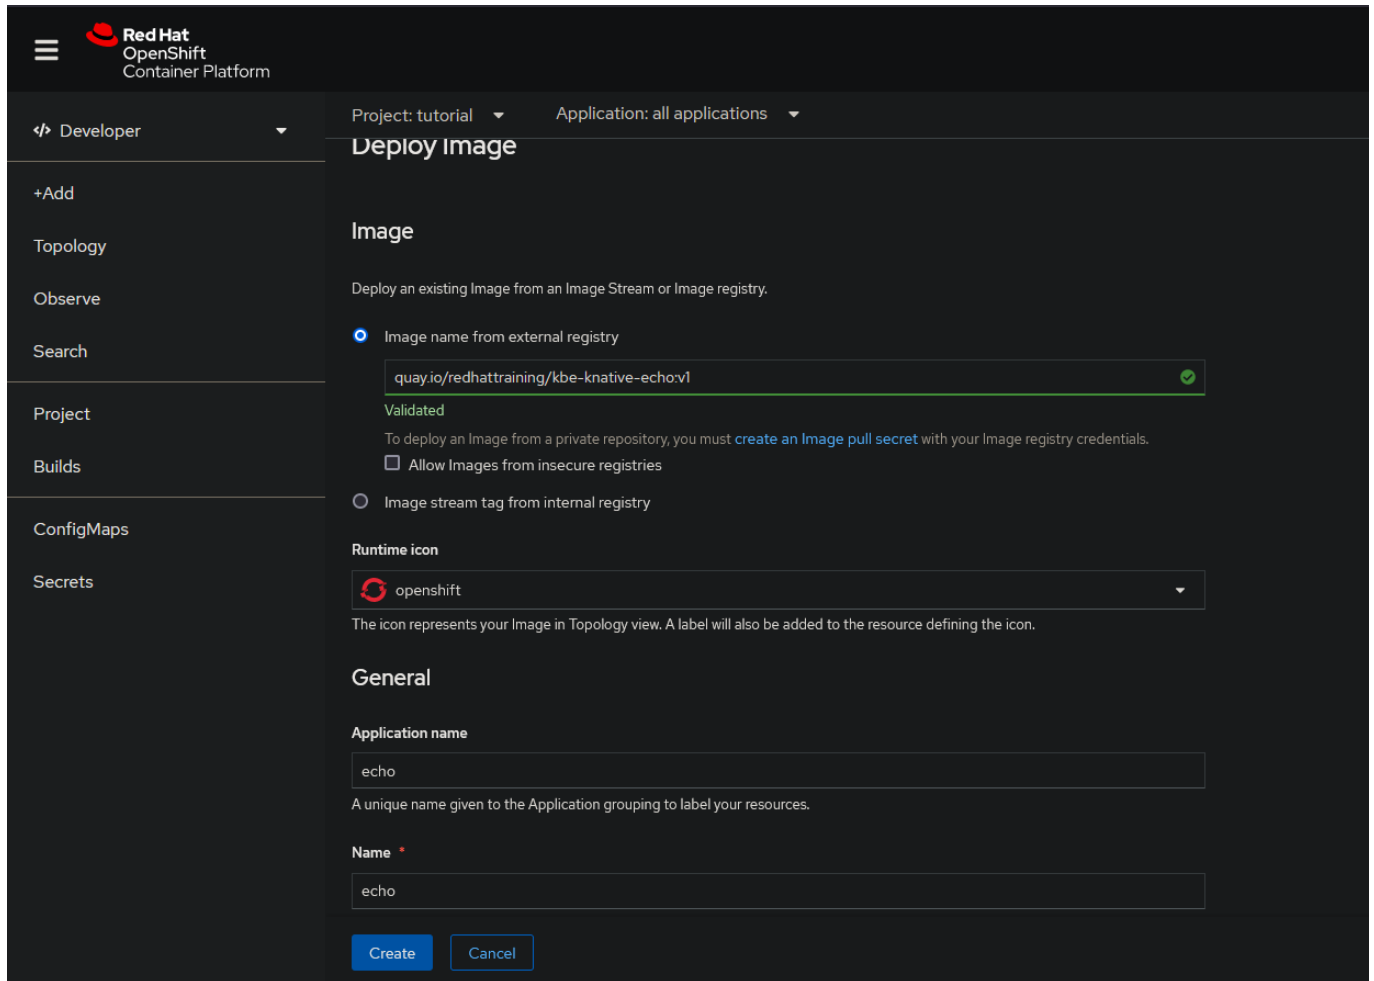 Red Hat
OpenShift
Container Platform
Developer
+Add
Topology
Observe
Search
Project
Builds
ConfigMaps
Secrets
Project: tutorial
Application: all applications
Deploy Image
Image
Deploy an existing Image from an Image Stream or Image registry.
Image name from external registry
quay.io/redhattraining/kbe-knative-echo:v1
Validated
To deploy an Image from a private repository, you must create an Image pull secret with your Image registry credentials.
Allow Images from insecure registries
Image stream tag from internal registry
Runtime icon
openshift
The icon represents your Image in Topology view. A label will also be added to the resource defining the icon.
General
Application name
echo
A unique name given to the Application grouping to label your resources.
Name *
echo
Create
Cancel